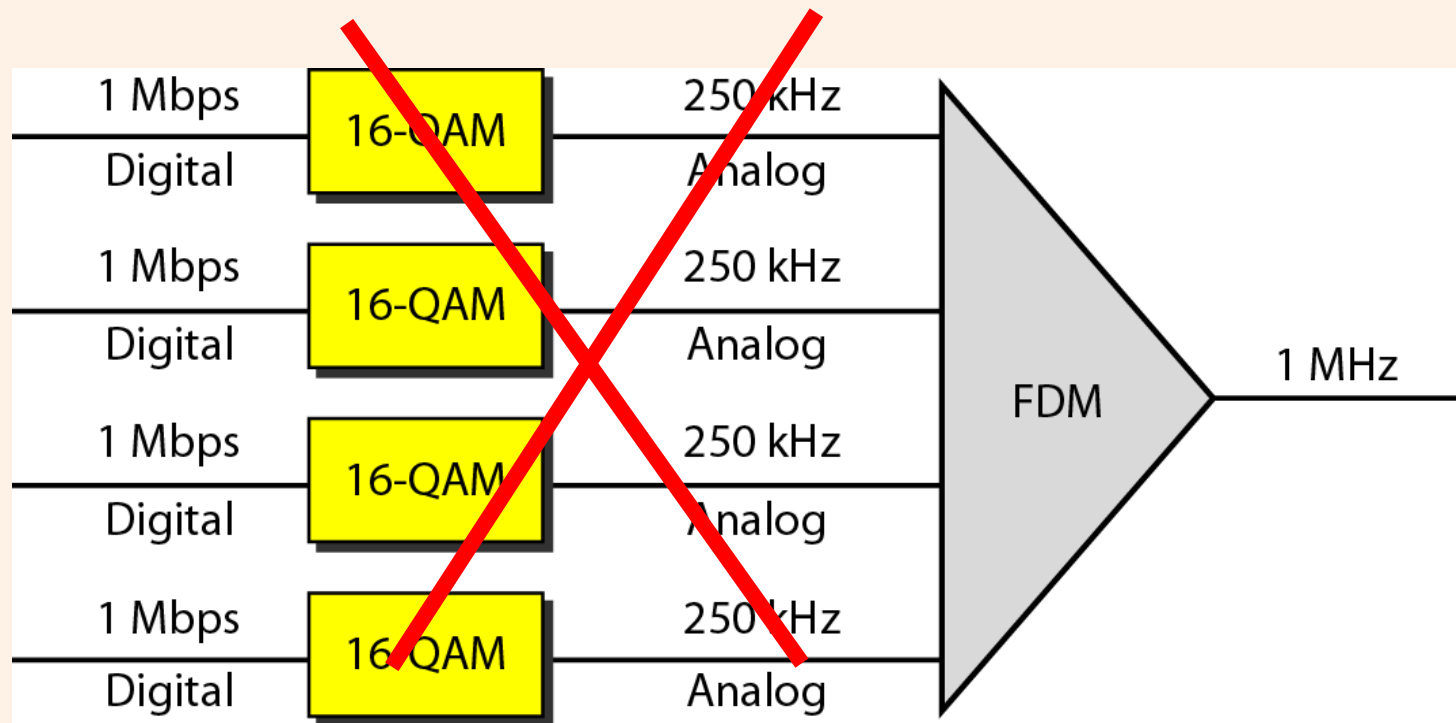 1 Mbps
Digital
16-QAM
250 kHz
Analog
1 Mbps
Digital
16-QAM
250 kHz
Analog
1 Mbps
Digital
16-QAM
250 kHz
Analog
1 Mbps
Digital
16-QAM
250 kHz
Analog
FDM
1 MHz